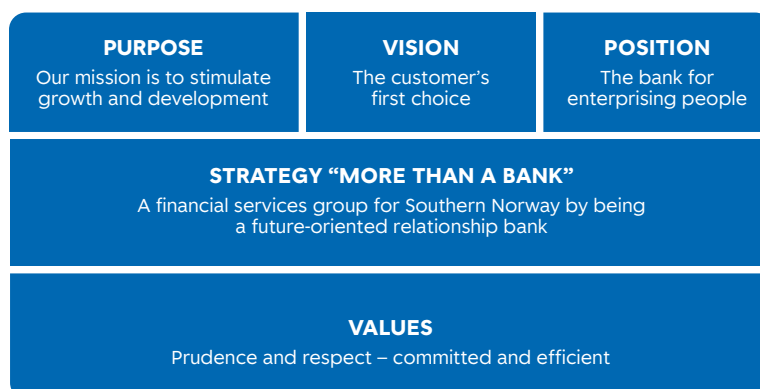 PURPOSE
Our mission is to stimulate
growth and development
VISION
The customer’s
first choice
POSITION
The bank for
enterprising people
STRATEGY “MORE THAN A BANK”
A financial services group for Southern Norway by being
a future-oriented relationship bank
VALUES
Prudence and respect – committed and efficient